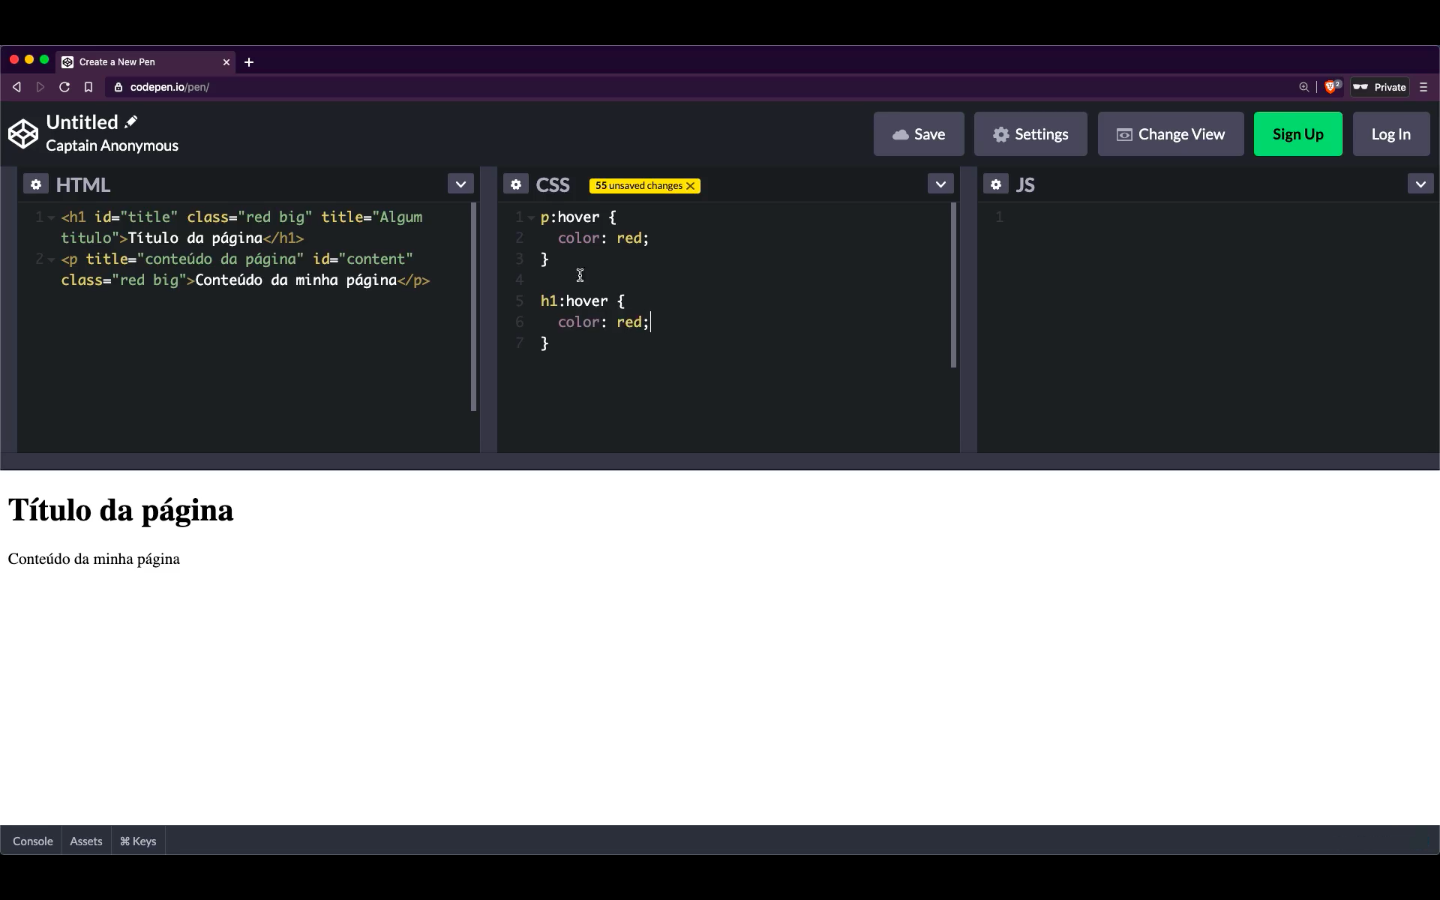 Create a New Pen
codepen.io/pen/
2
Private
Untitled
Captain Anonymous
Save
Settings
Change View
Sign Up
Log In
HTML
1 <h1 id="title" class="red big" title="Algum
titulo">Título da página</h1>
2 <p title="conteúdo da página" id="content"
class="red big">Conteúdo da minha página</p>
CSS
55 unsaved changes
1 p:hover {
2 color: red;
3 }
4
5 h1:hover {
6 color: red;
7 }
JS
1
Título da página
Conteúdo da minha página
Console
Assets
⌘ Keys